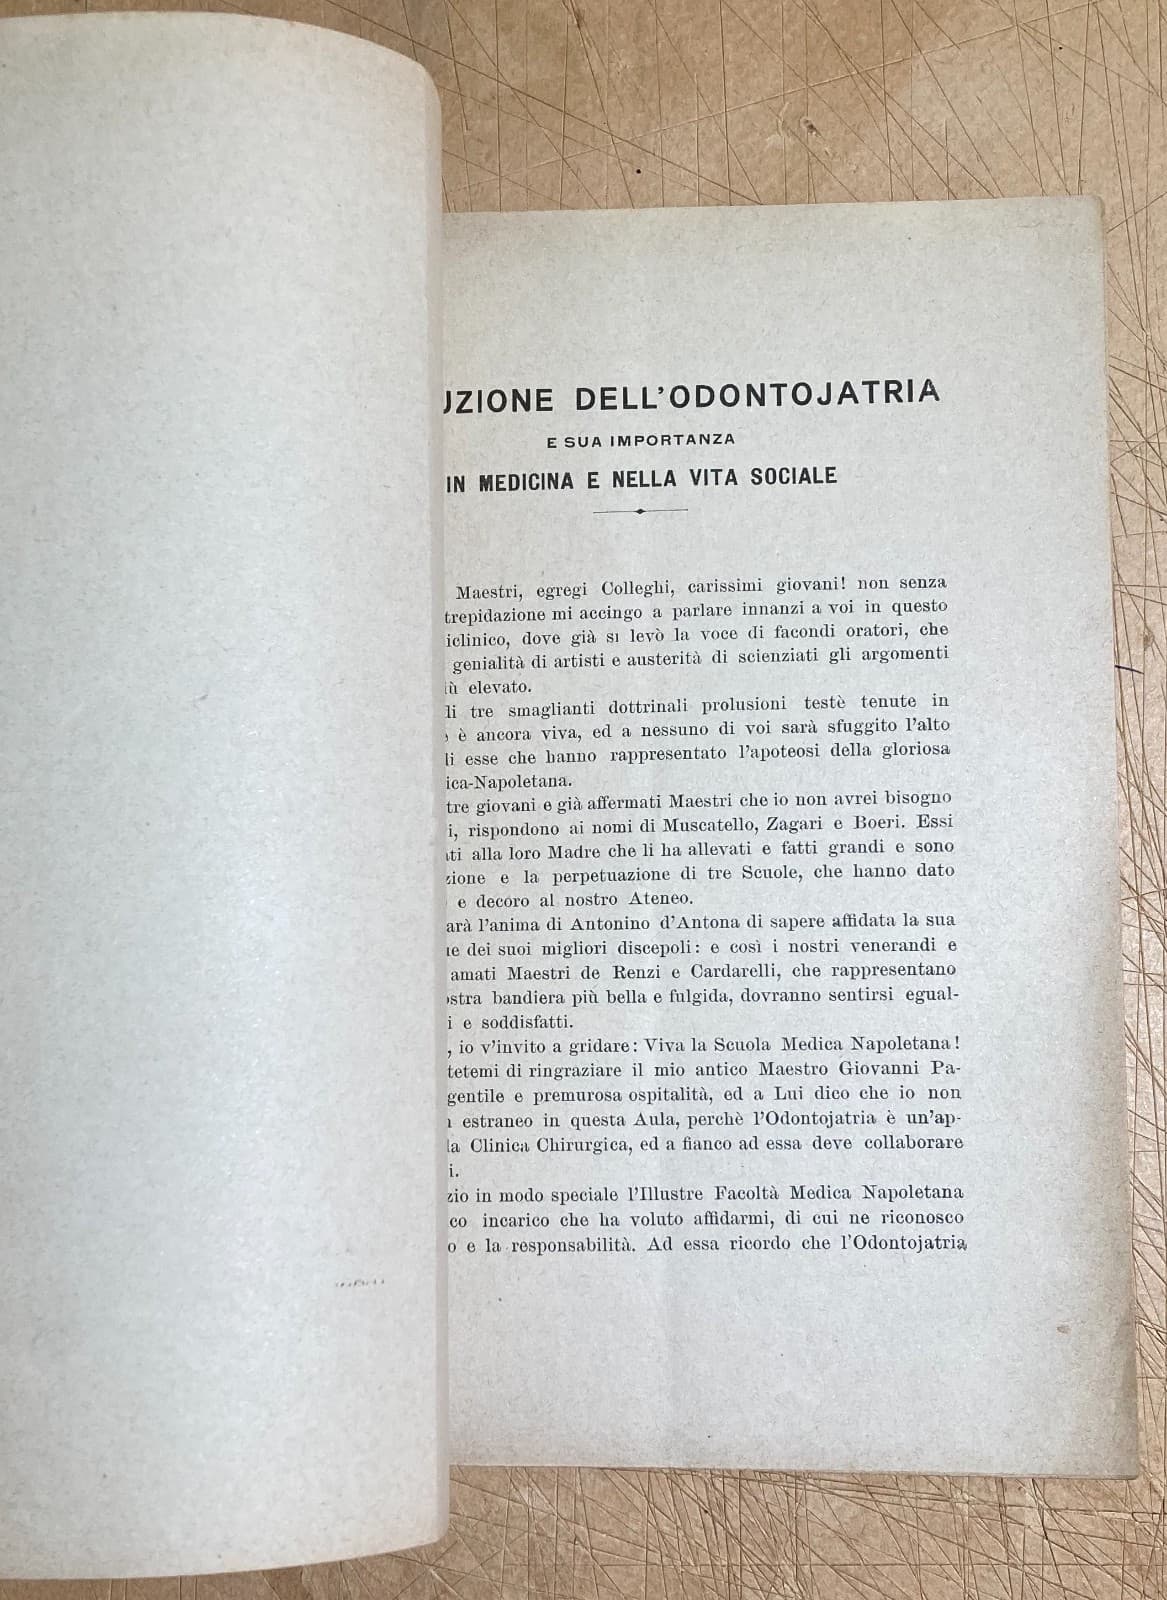 UZIONE DELL'ODONTOJATRIA
E SUA IMPORTANZA
IN MEDICINA E NELLA VITA SOCIALE
Maestri, egregi Colleghi, carissimi giovani! non senza
trepidazione mi accingo a parlare innanzi a voi in questo
iclinico, dove già si levò la voce di facondi oratori, che
genialità di artisti e austerità di scienziati gli argomenti
iù elevato.
li tre smaglianti dottrinali prolusioni testè tenute in
è ancora viva, ed a nessuno di voi sarà sfuggito l'alto
li esse che hanno rappresentato l'apoteosi della gloriosa
ica-Napoletana.
tre giovani e già affermati Maestri che io non avrei bisogno
i, rispondono ai nomi di Muscatello, Zagari e Boeri. Essi
ti alla loro Madre che li ha allevati e fatti grandi e sono
zione e la perpetuazione di tre Scuole, che hanno dato
e decoro al nostro Ateneo.
arà l'anima di Antonino d'Antona di sapere affidata la sua
e dei suoi migliori discepoli: e così i nostri venerandi e
amati Maestri de Renzi e Cardarelli, che rappresentano
ostra bandiera più bella e fulgida, dovranno sentirsi egual-
i e soddisfatti.
, io v'invito a gridare: Viva la Scuola Medica Napoletana!
tetemi di ringraziare il mio antico Maestro Giovanni Pa-
gentile e premurosa ospitalità, ed a Lui dico che io non
estraneo in questa Aula, perchè l'Odontojatria è un'ap-
la Clinica Chirurgica, ed a fianco ad essa deve collaborare
i.
zio in modo speciale l'Illustre Facoltà Medica Napoletana
co incarico che ha voluto affidarmi, di cui ne riconosco
o e la responsabilità. Ad essa ricordo che l'Odontojatria